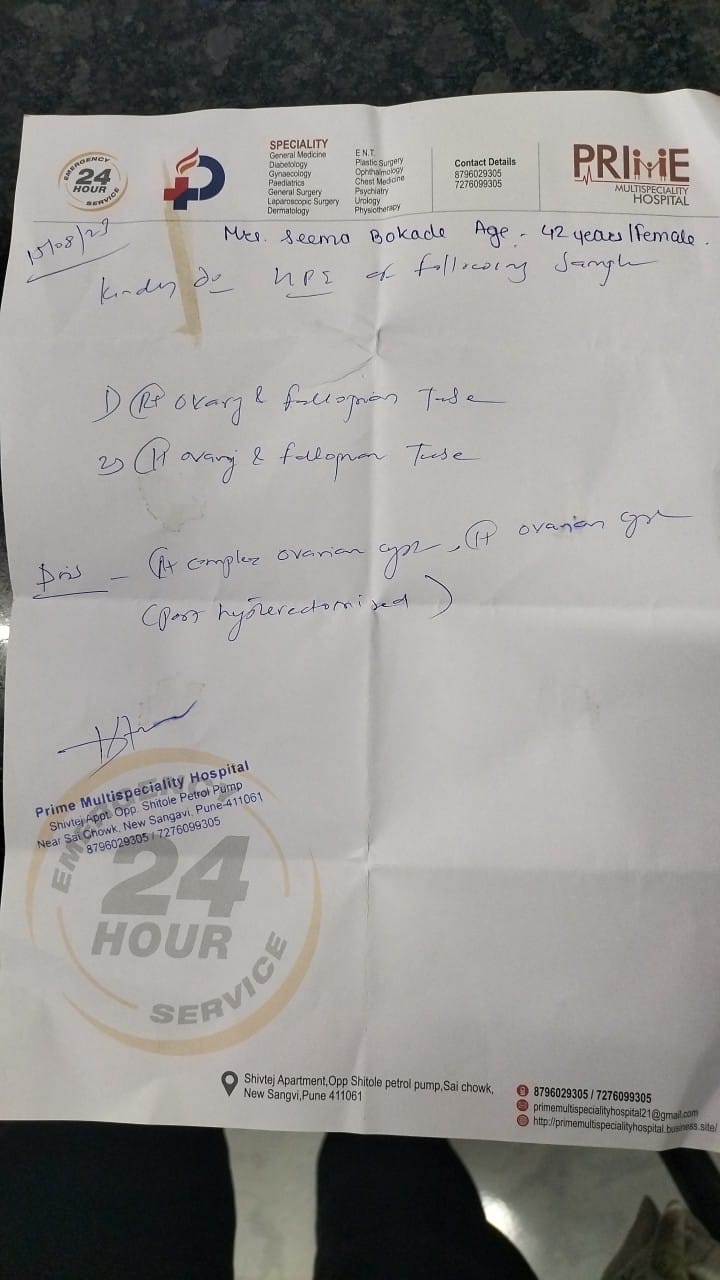 EMERGENCY
24
HOUR
SERVICE
SPECIALITY
General Medicine
Diabetology
Gynaecology
Paediatrics
General Surgery
Laparoscopic Surgery
Dermatology
E.N.T.
Plastic Surgery
Ophthalmology
Chest Medicine
Psychiatry
Urology
Physiotherapy
Contact Details
8796029305
7276099305
PRIME
MULTISPECIALITY
HOSPITAL
15/08/23
Mrs. Seema Bokade Age - 42 years/female.
Kindly do HPE of following Sample
1) Rt ovary & fallopian Tube
2) lt ovary & fallopian Tube
- Rt complex ovarian cyst, lt ovarian cyst
(Post hysterectomised)
Prime Multispeciality Hospital
Shivtej Appt. Opp. Shitole Petrol Pump
Near Sai Chowk, New Sangavi, Pune-411061
8796029305 / 7276099305
EMERGENCY
24
HOUR
SERVICE
Shivtej Apartment,Opp Shitole petrol pump,Sai chowk,
New Sangvi,Pune 411061
8796029305 / 7276099305
primemultispecialityhospital21@gmail.com
http://primemultispecialityhospital.business.site/